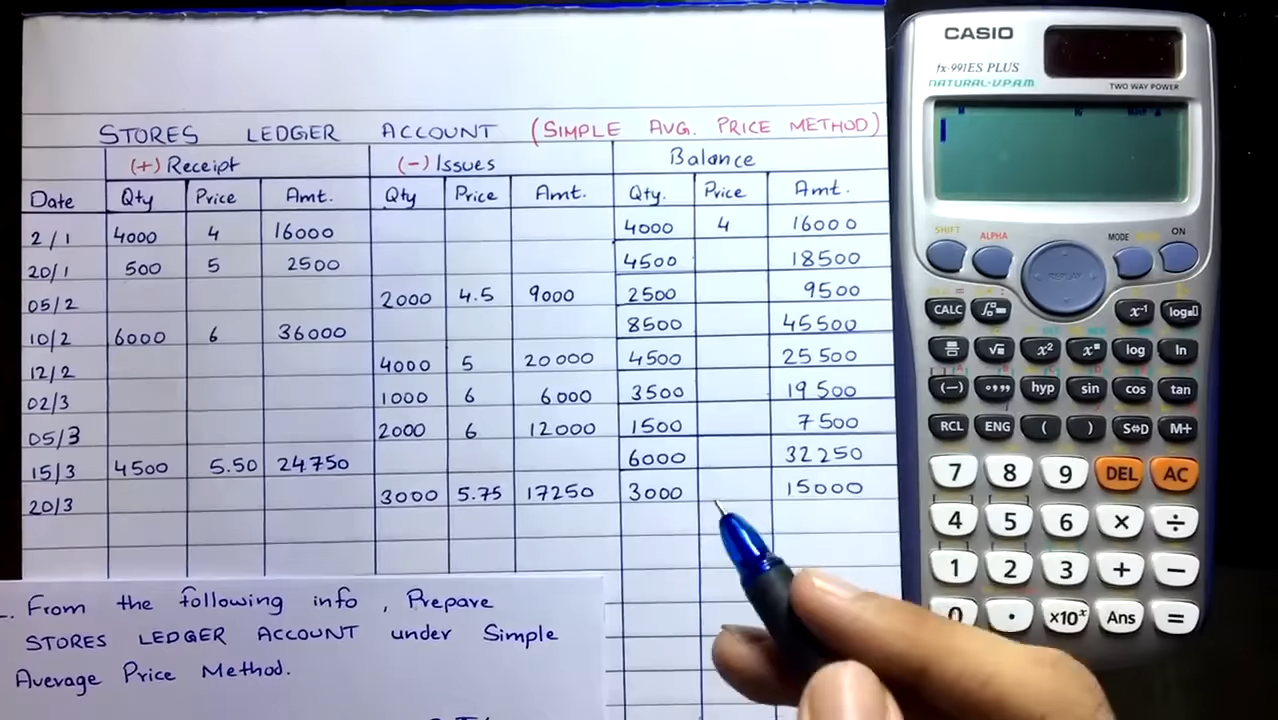 STORES LEDGER ACCOUNT (SIMPLE AVG. PRICE METHOD)
(+) Receipt (-) Issues Balance
Date Qty Price Amt. Qty Price Amt. Qty. Price Amt.
2/1 4000 4 16000 4000 4 16000
20/1 500 5 2500 4500 18500
05/2 2000 4.5 9000 2500 9500
10/2 6000 6 36000 8500 45500
12/2 4000 5 20000 4500 25500
02/3 1000 6 6000 3500 19500
05/3 2000 6 12000 1500 7500
15/3 4500 5.50 24750 6000 32250
20/3 3000 5.75 17250 3000 15000
From the following info, Prepare
STORES LEDGER ACCOUNT under Simple
Average Price Method.
CASIO
fx-991ES PLUS
NATURAL-V.P.A.M.
TWO WAY POWER
SHIFT ALPHA MODE ON
REPLAY
CALC x⁻¹
x² log ln
(−) hyp sin cos tan
RCL ENG ( ) S⇔D M+
7 8 9 DEL AC
4 5 6 × ÷
1 2 3 + −
0 • ×10ˣ Ans =